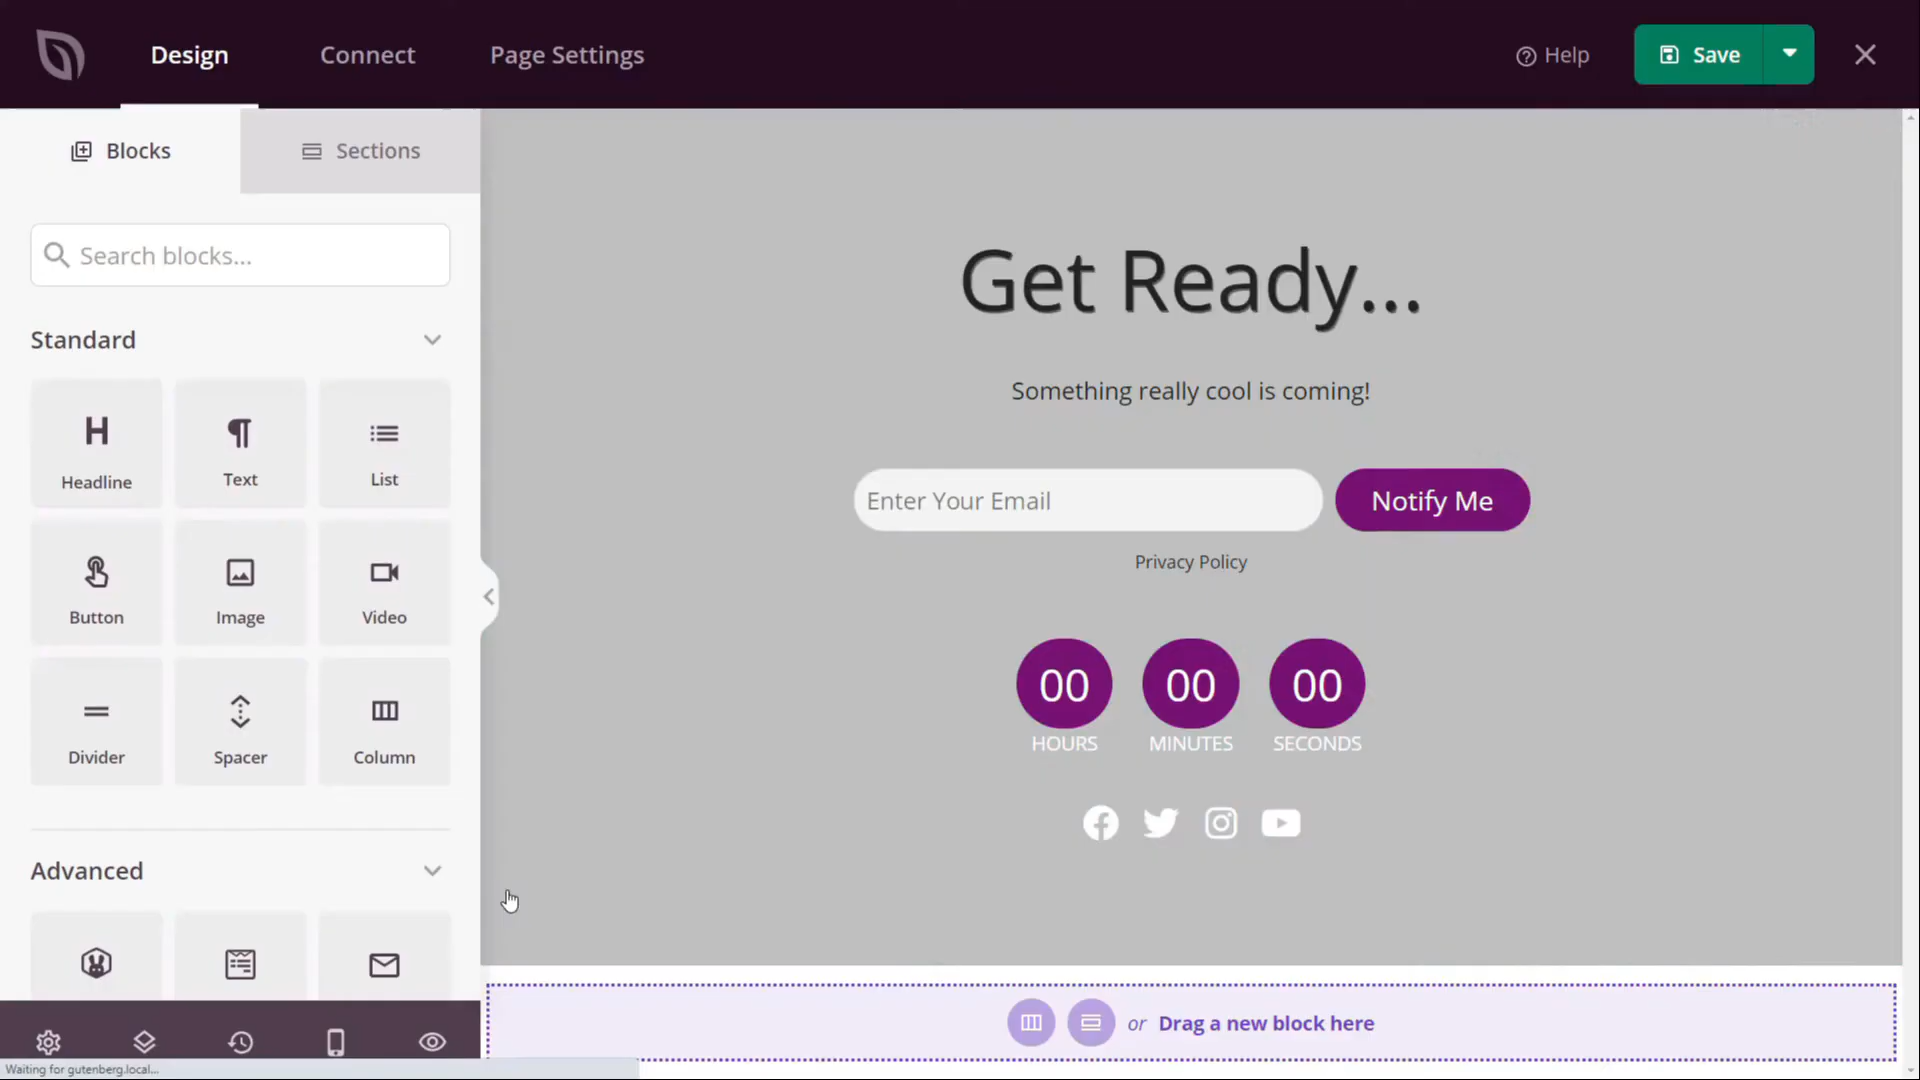 Design Connect Page Settings Help Save
Blocks Sections
Search blocks...
Standard
Headline Text List
Button Image Video
Divider Spacer Column
Advanced
Get Ready...
Something really cool is coming!
Enter Your Email Notify Me
Privacy Policy
00 00 00
HOURS MINUTES SECONDS
or Drag a new block here
Waiting for gutenberg.local...